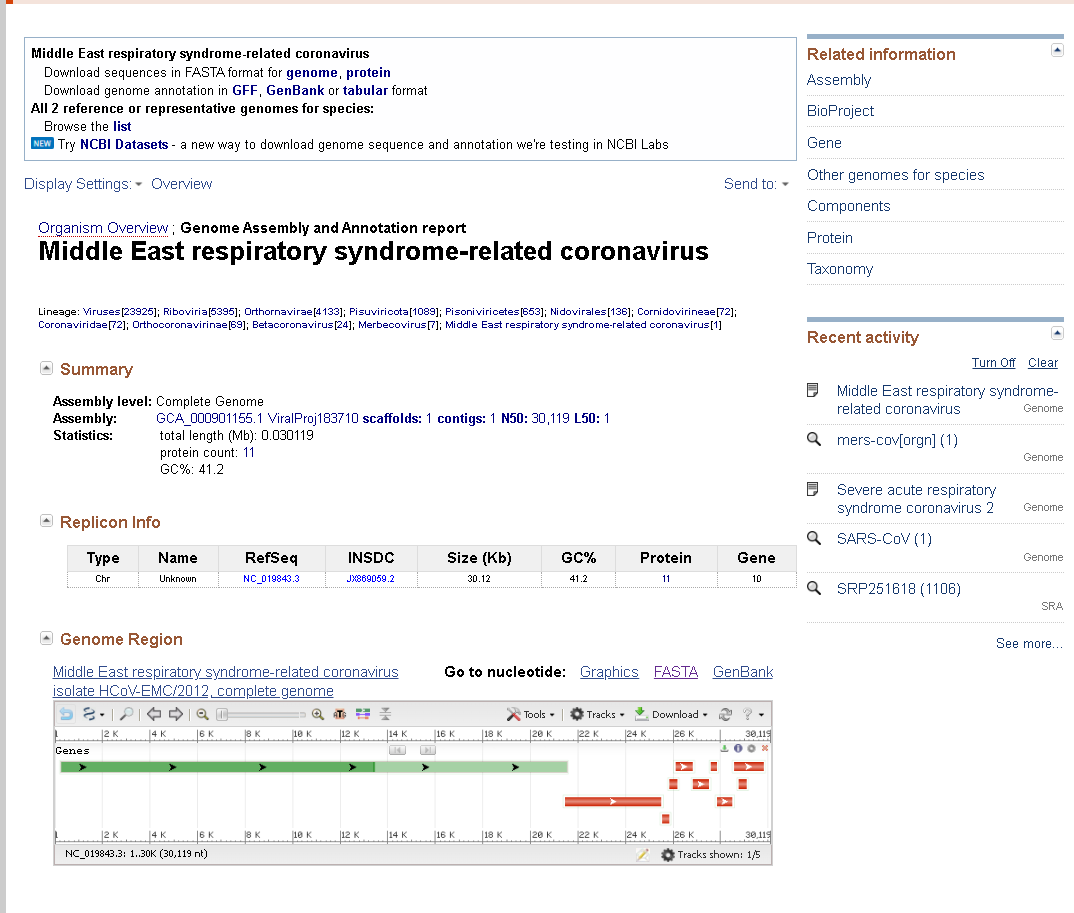 Middle East respiratory syndrome-related coronavirus
Download sequences in FASTA format for genome, protein
Download genome annotation in GFF, GenBank or tabular format
All 2 reference or representative genomes for species:
Browse the list
NEW Try NCBI Datasets - a new way to download genome sequence and annotation we're testing in NCBI Labs
Display Settings: Overview Send to:
Organism Overview ; Genome Assembly and Annotation report
Middle East respiratory syndrome-related coronavirus
Lineage: Viruses[23925]; Riboviria[5395]; Orthornavirae[4133]; Pisuviricota[1089]; Pisoniviricetes[653]; Nidovirales[136]; Cornidovirineae[72];
Coronaviridae[72]; Orthocoronavirinae[69]; Betacoronavirus[24]; Merbecovirus[7]; Middle East respiratory syndrome-related coronavirus[1]
Summary
Assembly level: Complete Genome
Assembly: GCA_000901155.1 ViralProj183710 scaffolds: 1 contigs: 1 N50: 30,119 L50: 1
Statistics: total length (Mb): 0.030119
protein count: 11
GC%: 41.2
Replicon Info
Type Name RefSeq INSDC Size (Kb) GC% Protein Gene
Chr Unknown NC_019843.3 JX869059.2 30.12 41.2 11 10
Genome Region
Middle East respiratory syndrome-related coronavirus Go to nucleotide: Graphics FASTA GenBank
isolate HCoV-EMC/2012, complete genome
Tools Tracks Download ?
1 2 K 4 K 6 K 8 K 10 K 12 K 14 K 16 K 18 K 20 K 22 K 24 K 26 K 30,119
Genes
1 2 K 4 K 6 K 8 K 10 K 12 K 14 K 16 K 18 K 20 K 22 K 24 K 26 K 30,119
NC_019843.3: 1..30K (30,119 nt) Tracks shown: 1/5
Related information
Assembly
BioProject
Gene
Other genomes for species
Components
Protein
Taxonomy
Recent activity
Turn Off Clear
Middle East respiratory syndrome-
related coronavirus Genome
mers-cov[orgn] (1)
Genome
Severe acute respiratory
syndrome coronavirus 2 Genome
SARS-CoV (1)
Genome
SRP251618 (1106)
SRA
See more...